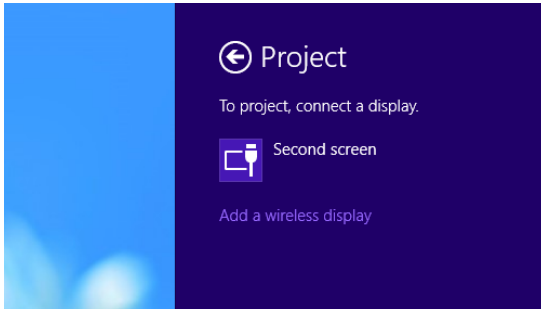 Project
To project, connect a display.
Second screen
Add a wireless display